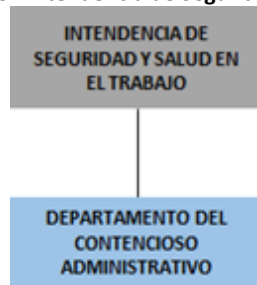 INTENDENCIA DE
SEGURIDAD Y SALUD EN
EL TRABAJO
DEPARTAMENTO DEL
CONTENCIOSO
ADMINISTRATIVO